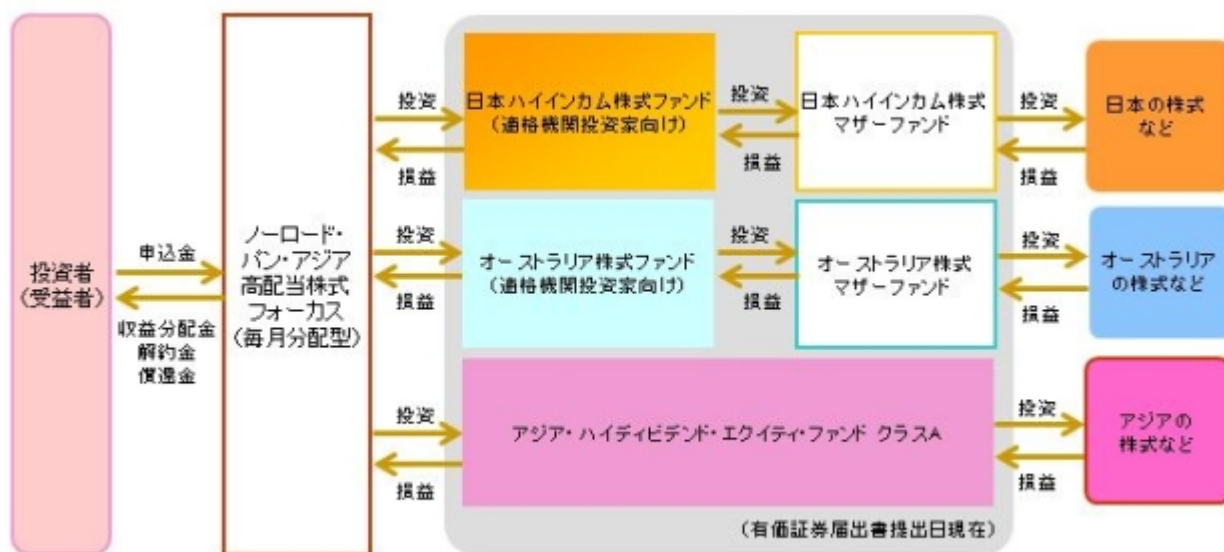 投資者
(受益者)
申込金
収益分配金
解約金
償還金
ノーロード・
パン・アジア
高配当株式
フォーカス
(毎月分配型)
投資
損益
日本ハイインカム株式ファンド
(適格機関投資家向け)
投資
損益
日本ハイインカム株式
マザーファンド
投資
損益
日本の株式
など
投資
損益
オーストラリア株式ファンド
(適格機関投資家向け)
投資
損益
オーストラリア株式
マザーファンド
投資
損益
オーストラリア
の株式など
投資
損益
アジア・ハイディビデンド・エクイティ・ファンド クラスA
投資
損益
アジアの
株式など
(有価証券届出書提出日現在)